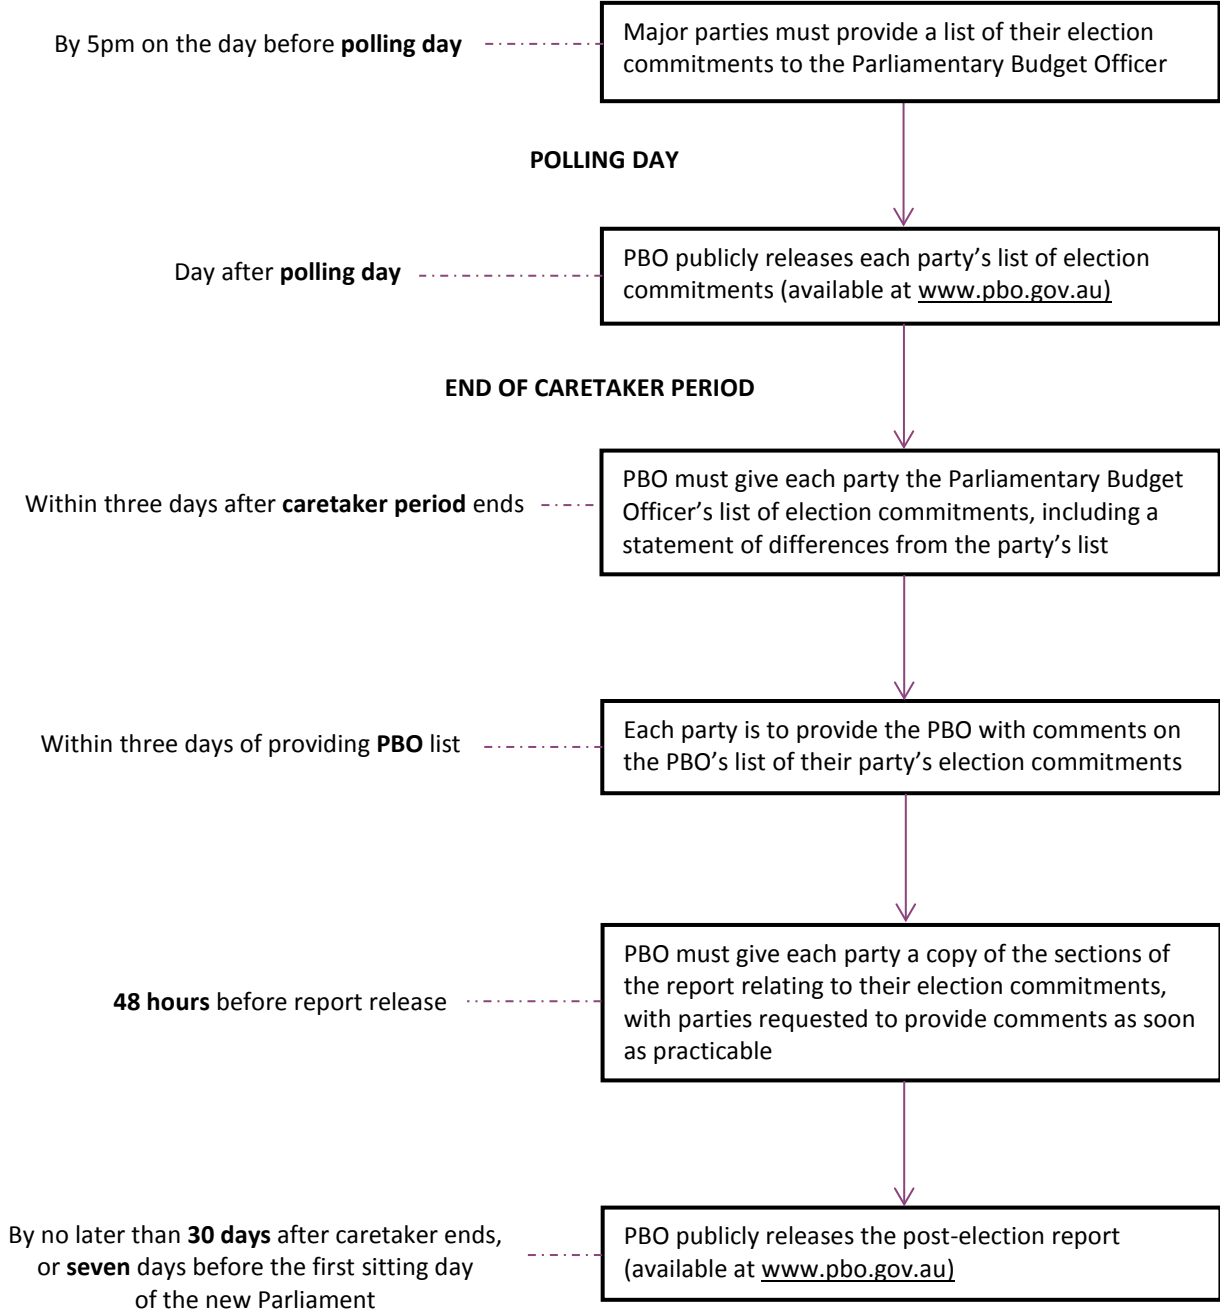 By 5pm on the day before polling day
Major parties must provide a list of their election
commitments to the Parliamentary Budget Officer
POLLING DAY
Day after polling day
PBO publicly releases each party’s list of election
commitments (available at www.pbo.gov.au)
END OF CARETAKER PERIOD
Within three days after caretaker period ends
PBO must give each party the Parliamentary Budget
Officer’s list of election commitments, including a
statement of differences from the party’s list
Within three days of providing PBO list
Each party is to provide the PBO with comments on
the PBO’s list of their party’s election commitments
48 hours before report release
PBO must give each party a copy of the sections of
the report relating to their election commitments,
with parties requested to provide comments as soon
as practicable
By no later than 30 days after caretaker ends,
or seven days before the first sitting day
of the new Parliament
PBO publicly releases the post-election report
(available at www.pbo.gov.au)